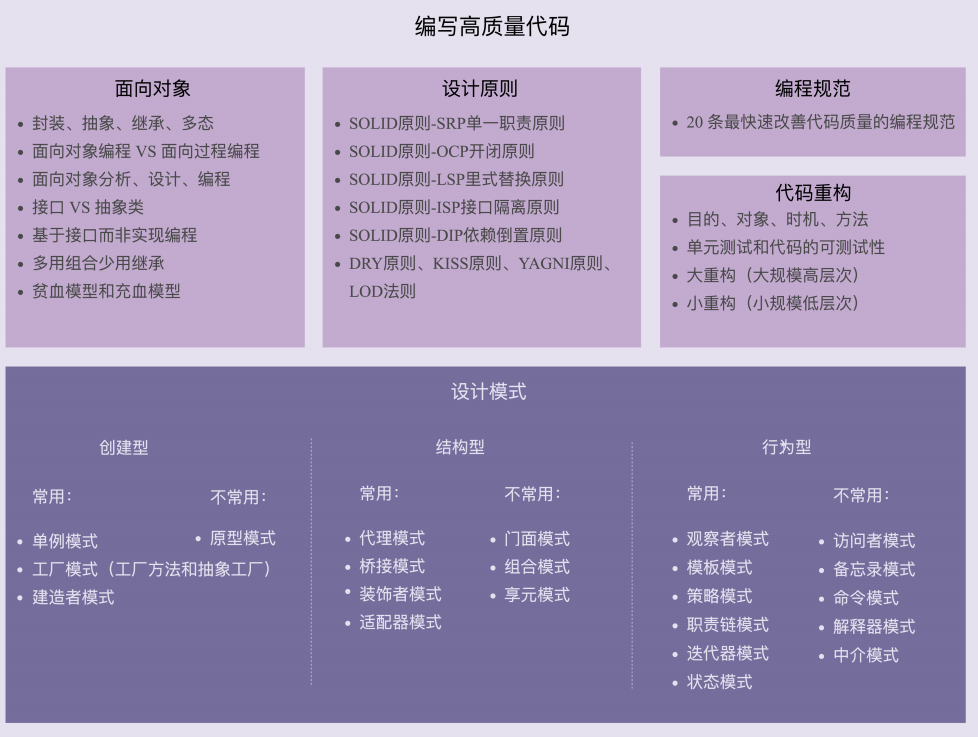 编写高质量代码
面向对象
封装、抽象、继承、多态
面向对象编程 VS 面向过程编程
面向对象分析、设计、编程
接口 VS 抽象类
基于接口而非实现编程
多用组合少用继承
贫血模型和充血模型
设计原则
SOLID原则-SRP单一职责原则
SOLID原则-OCP开闭原则
SOLID原则-LSP里式替换原则
SOLID原则-ISP接口隔离原则
SOLID原则-DIP依赖倒置原则
DRY原则、KISS原则、YAGNI原则、
LOD法则
编程规范
20 条最快速改善代码质量的编程规范
代码重构
目的、对象、时机、方法
单元测试和代码的可测试性
大重构（大规模高层次）
小重构（小规模低层次）
设计模式
创建型
常用：
单例模式
工厂模式（工厂方法和抽象工厂）
建造者模式
不常用：
原型模式
结构型
常用：
代理模式
桥接模式
装饰者模式
适配器模式
不常用：
门面模式
组合模式
享元模式
行为型
常用：
观察者模式
模板模式
策略模式
职责链模式
迭代器模式
状态模式
不常用：
访问者模式
备忘录模式
命令模式
解释器模式
中介模式